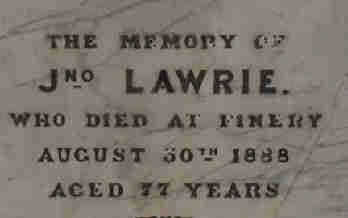 THE MEMORY OF
JNO LAWRIE.
WHO DIED AT FINERY
AUGUST 30TH 1888
AGED 77 YEARS